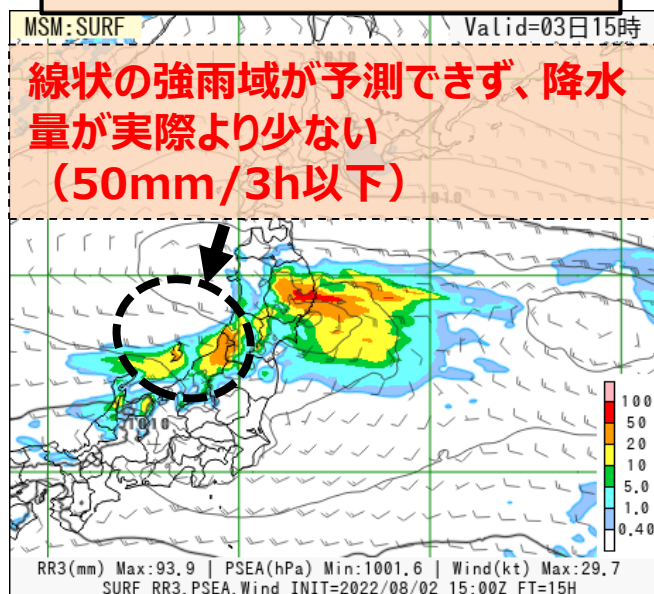 MSM:SURF
Valid=03日15時
線状の強雨域が予測できず、降水
量が実際より少ない
（50mm/3h以下）
1010
1010
1010
100
50
20
10
5.0
1.0
0.40
RR3(mm) Max:93.9 | PSEA(hPa) Min:1001.6 | Wind(kt) Max:29.7
SURF RR3,PSEA,Wind INIT=2022/08/02 15:00Z FT=15H